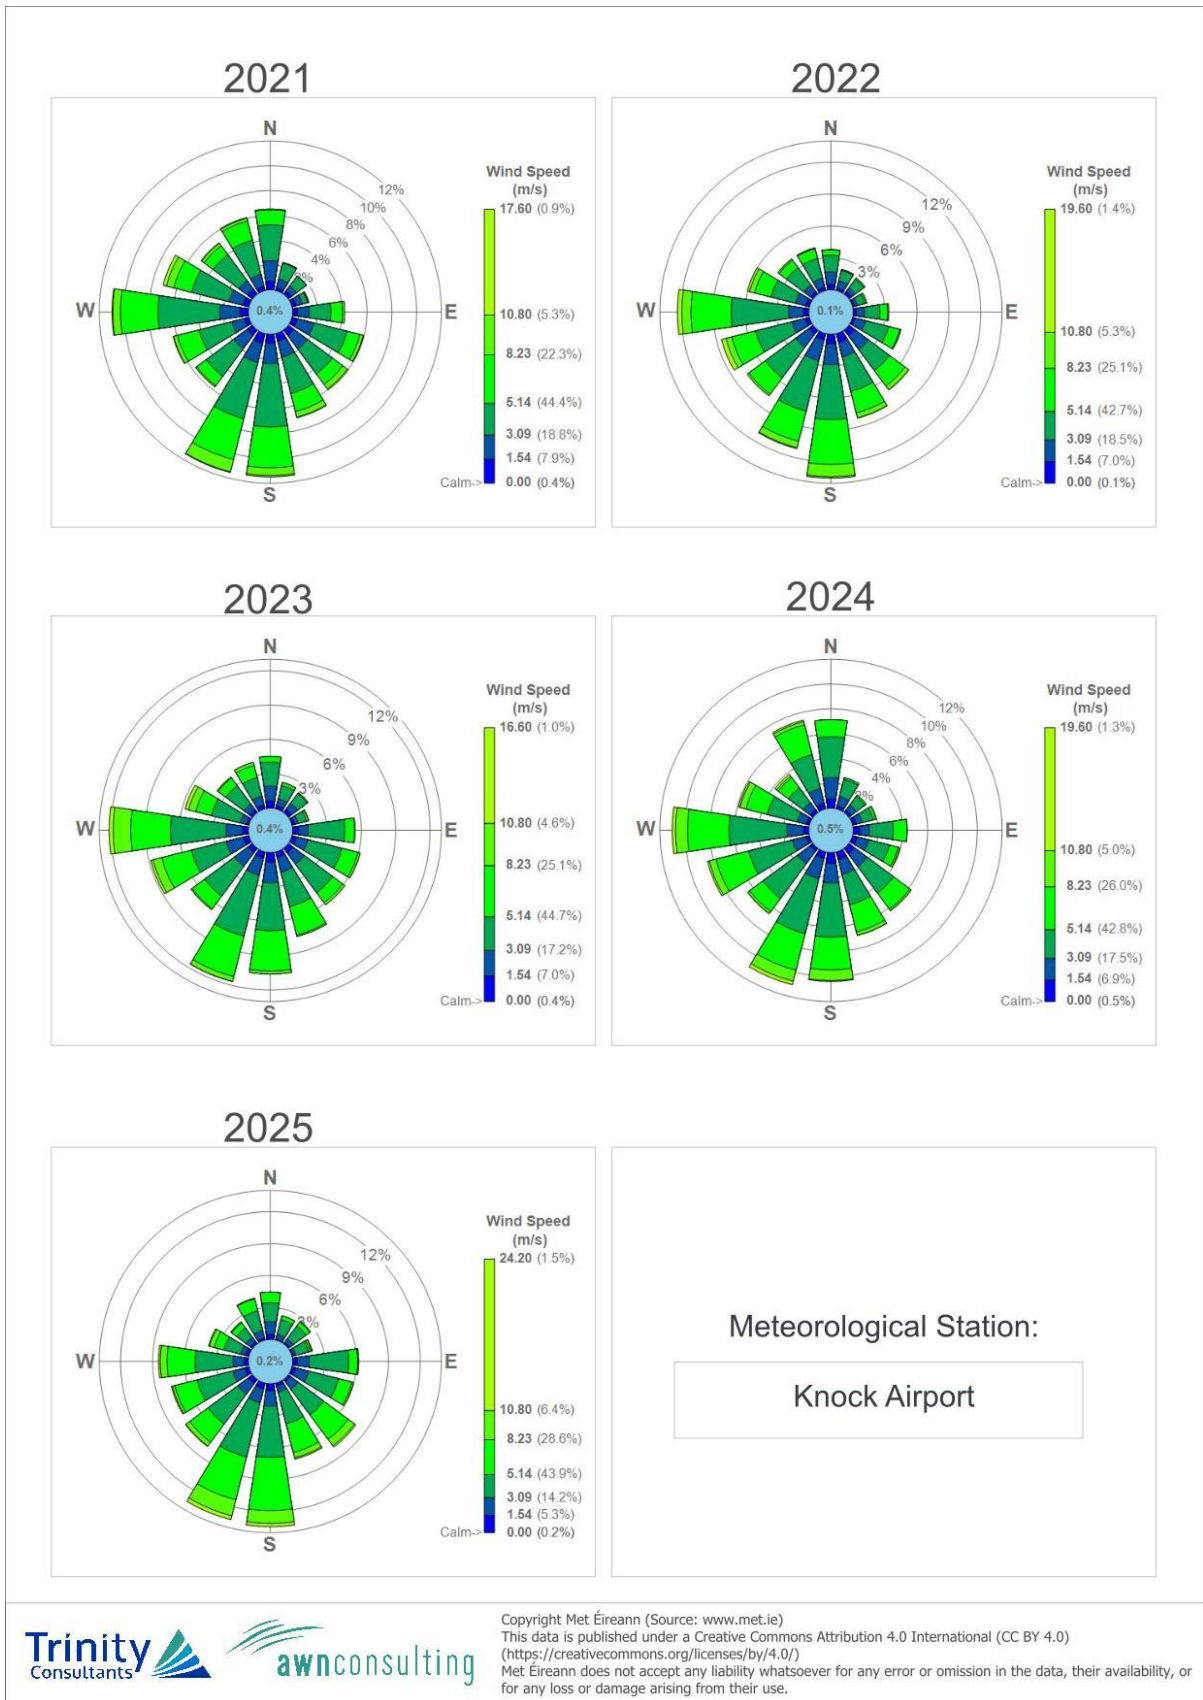 2021
N
W
E
S
12%
10%
8%
6%
4%
0.4%
Wind Speed
(m/s)
17.60 (0.9%)
10.80 (5.3%)
8.23 (22.3%)
5.14 (44.4%)
3.09 (18.8%)
1.54 (7.9%)
Calm-> 0.00 (0.4%)
2022
N
W
E
S
12%
9%
6%
3%
0.1%
Wind Speed
(m/s)
19.60 (1.4%)
10.80 (5.3%)
8.23 (25.1%)
5.14 (42.7%)
3.09 (18.5%)
1.54 (7.0%)
Calm-> 0.00 (0.1%)
2023
N
W
E
S
12%
9%
6%
3%
0.4%
Wind Speed
(m/s)
16.60 (1.0%)
10.80 (4.6%)
8.23 (25.1%)
5.14 (44.7%)
3.09 (17.2%)
1.54 (7.0%)
Calm-> 0.00 (0.4%)
2024
N
W
E
S
12%
10%
8%
6%
4%
0.5%
Wind Speed
(m/s)
19.60 (1.3%)
10.80 (5.0%)
8.23 (26.0%)
5.14 (42.8%)
3.09 (17.5%)
1.54 (6.9%)
Calm-> 0.00 (0.5%)
2025
N
W
E
S
12%
9%
6%
3%
0.2%
Wind Speed
(m/s)
24.20 (1.5%)
10.80 (6.4%)
8.23 (28.6%)
5.14 (43.9%)
3.09 (14.2%)
1.54 (5.3%)
Calm-> 0.00 (0.2%)
Meteorological Station:
Knock Airport
Trinity
Consultants
awnconsulting
Copyright Met Éireann (Source: www.met.ie)
This data is published under a Creative Commons Attribution 4.0 International (CC BY 4.0)
(https://creativecommons.org/licenses/by/4.0/)
Met Éireann does not accept any liability whatsoever for any error or omission in the data, their availability, or
for any loss or damage arising from their use.